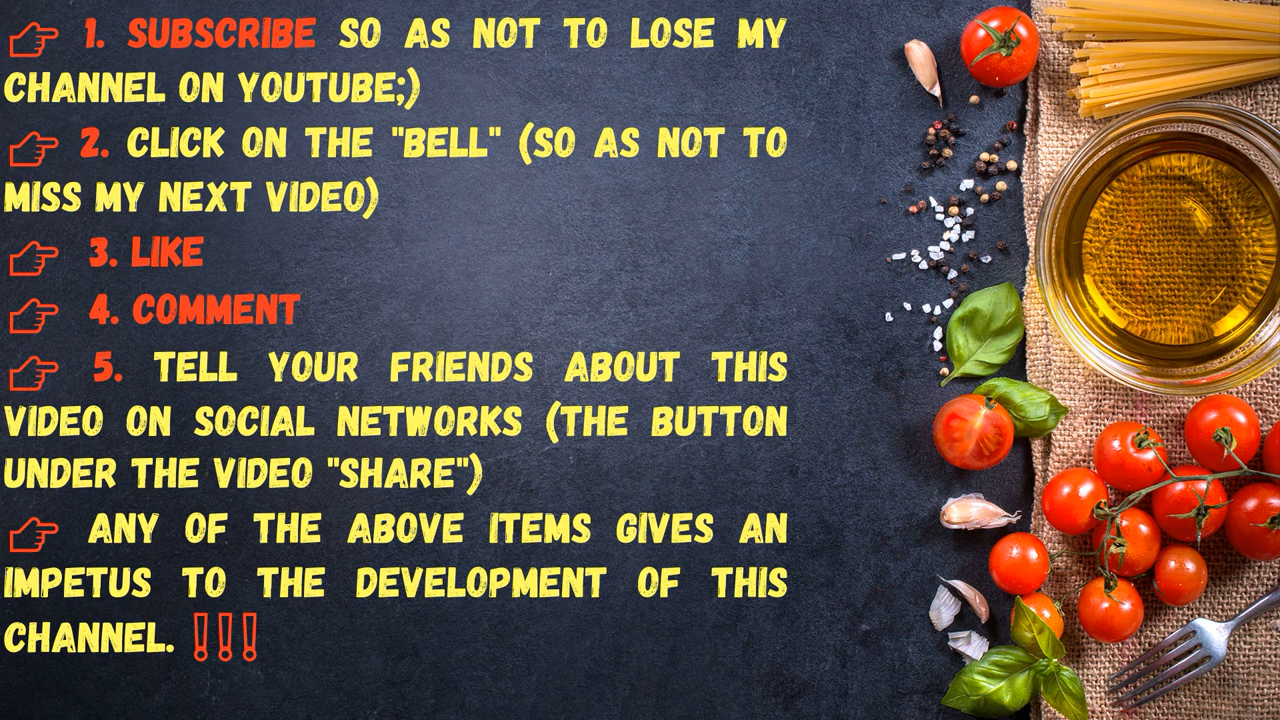 👉 1. SUBSCRIBE SO AS NOT TO LOSE MY
CHANNEL ON YOUTUBE;)
👉 2. CLICK ON THE "BELL" (SO AS NOT TO
MISS MY NEXT VIDEO)
👉 3. LIKE
👉 4. COMMENT
👉 5. TELL YOUR FRIENDS ABOUT THIS
VIDEO ON SOCIAL NETWORKS (THE BUTTON
UNDER THE VIDEO "SHARE")
👉 ANY OF THE ABOVE ITEMS GIVES AN
IMPETUS TO THE DEVELOPMENT OF THIS
CHANNEL. !!!